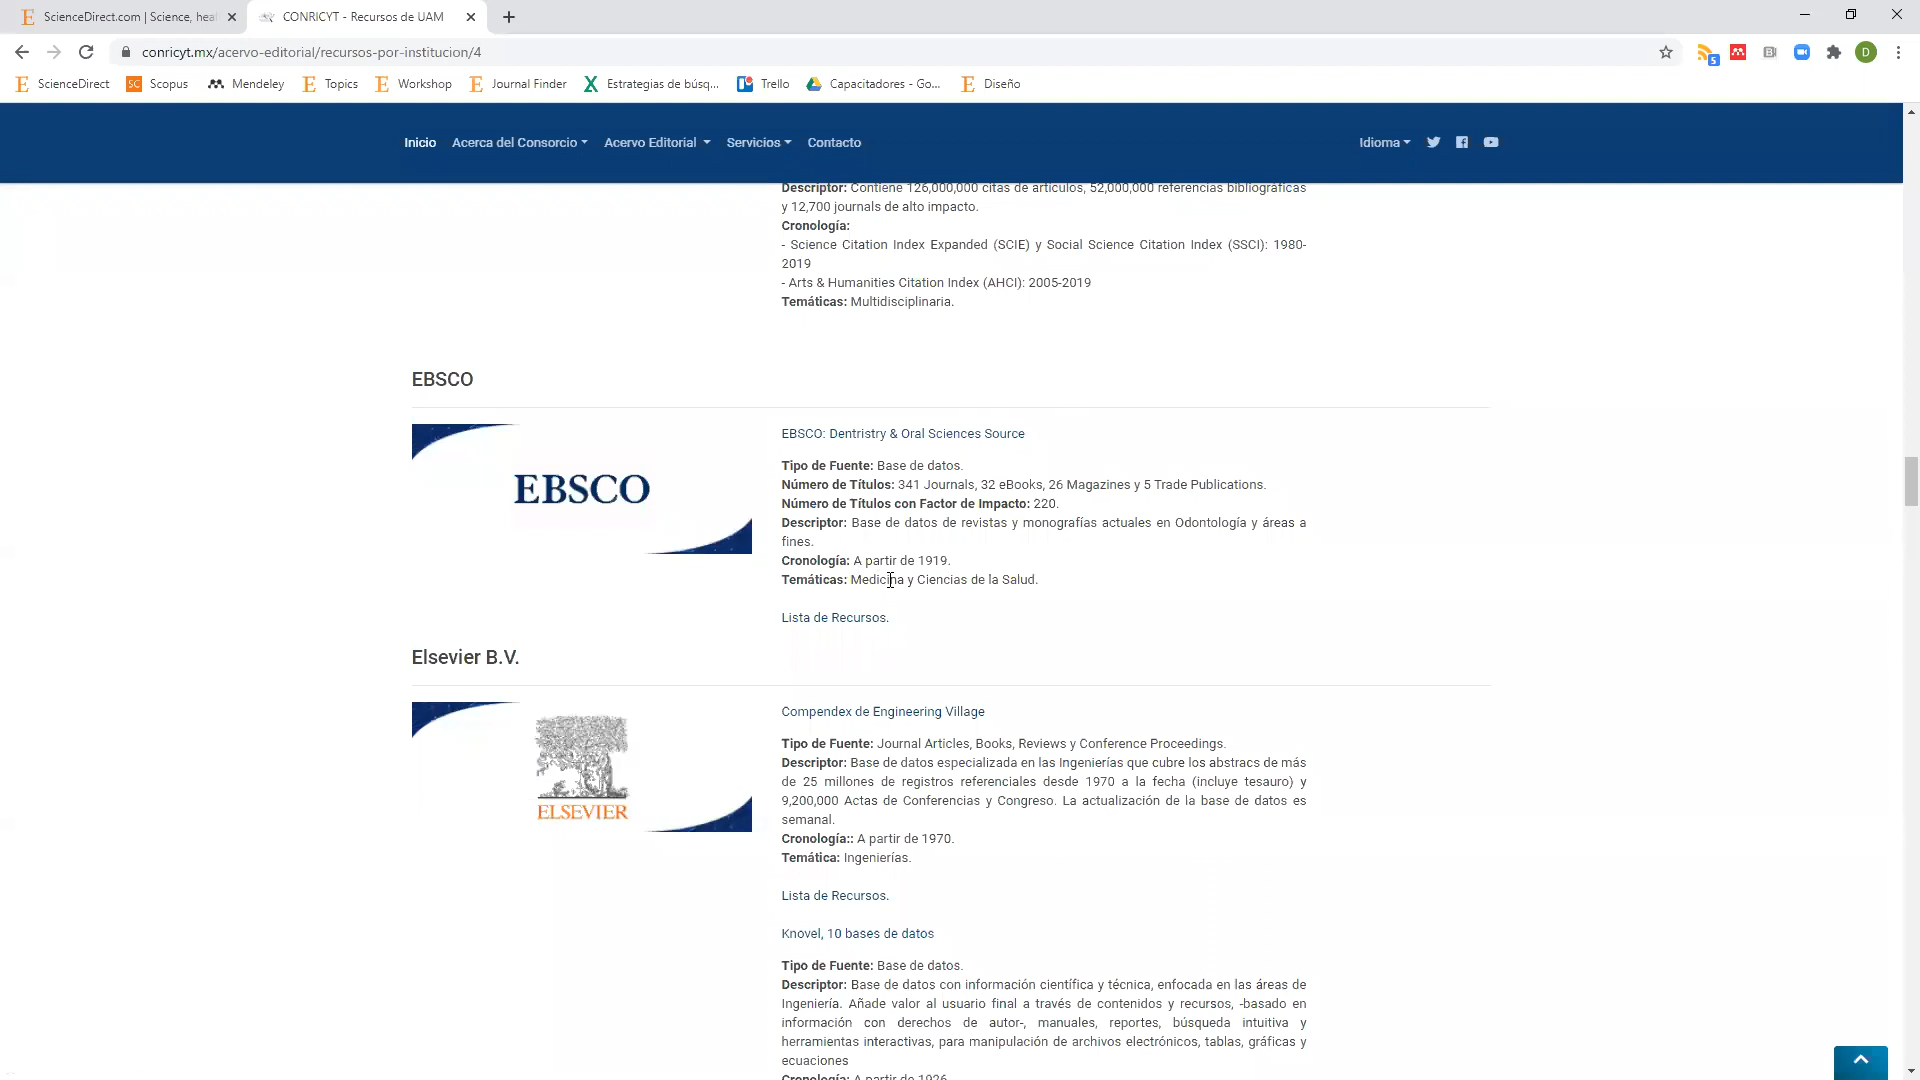 ScienceDirect.com | Science, heal
CONRICYT - Recursos de UAM
conricyt.mx/acervo-editorial/recursos-por-institucion/4
5
D
ScienceDirect
SC Scopus
Mendeley
Topics
Workshop
Journal Finder
Estrategias de búsq...
Trello
Capacitadores - Go...
Diseño
Inicio
Acerca del Consorcio
Acervo Editorial
Servicios
Contacto
Idioma
Descriptor: Contiene 126,000,000 citas de artículos, 52,000,000 referencias bibliográficas
y 12,700 journals de alto impacto.
Cronología:
- Science Citation Index Expanded (SCIE) y Social Science Citation Index (SSCI): 1980-
2019
- Arts & Humanities Citation Index (AHCI): 2005-2019
Temáticas: Multidisciplinaria.
EBSCO
EBSCO
EBSCO: Dentristry & Oral Sciences Source
Tipo de Fuente: Base de datos.
Número de Títulos: 341 Journals, 32 eBooks, 26 Magazines y 5 Trade Publications.
Número de Títulos con Factor de Impacto: 220.
Descriptor: Base de datos de revistas y monografías actuales en Odontología y áreas a
fines.
Cronología: A partir de 1919.
Temáticas: Medicina y Ciencias de la Salud.
Lista de Recursos.
Elsevier B.V.
ELSEVIER
Compendex de Engineering Village
Tipo de Fuente: Journal Articles, Books, Reviews y Conference Proceedings.
Descriptor: Base de datos especializada en las Ingenierías que cubre los abstracs de más
de 25 millones de registros referenciales desde 1970 a la fecha (incluye tesauro) y
9,200,000 Actas de Conferencias y Congreso. La actualización de la base de datos es
semanal.
Cronología:: A partir de 1970.
Temática: Ingenierías.
Lista de Recursos.
Knovel, 10 bases de datos
Tipo de Fuente: Base de datos.
Descriptor: Base de datos con información científica y técnica, enfocada en las áreas de
Ingeniería. Añade valor al usuario final a través de contenidos y recursos, -basado en
información con derechos de autor-, manuales, reportes, búsqueda intuitiva y
herramientas interactivas, para manipulación de archivos electrónicos, tablas, gráficas y
ecuaciones
Cronología: A partir de 1926.